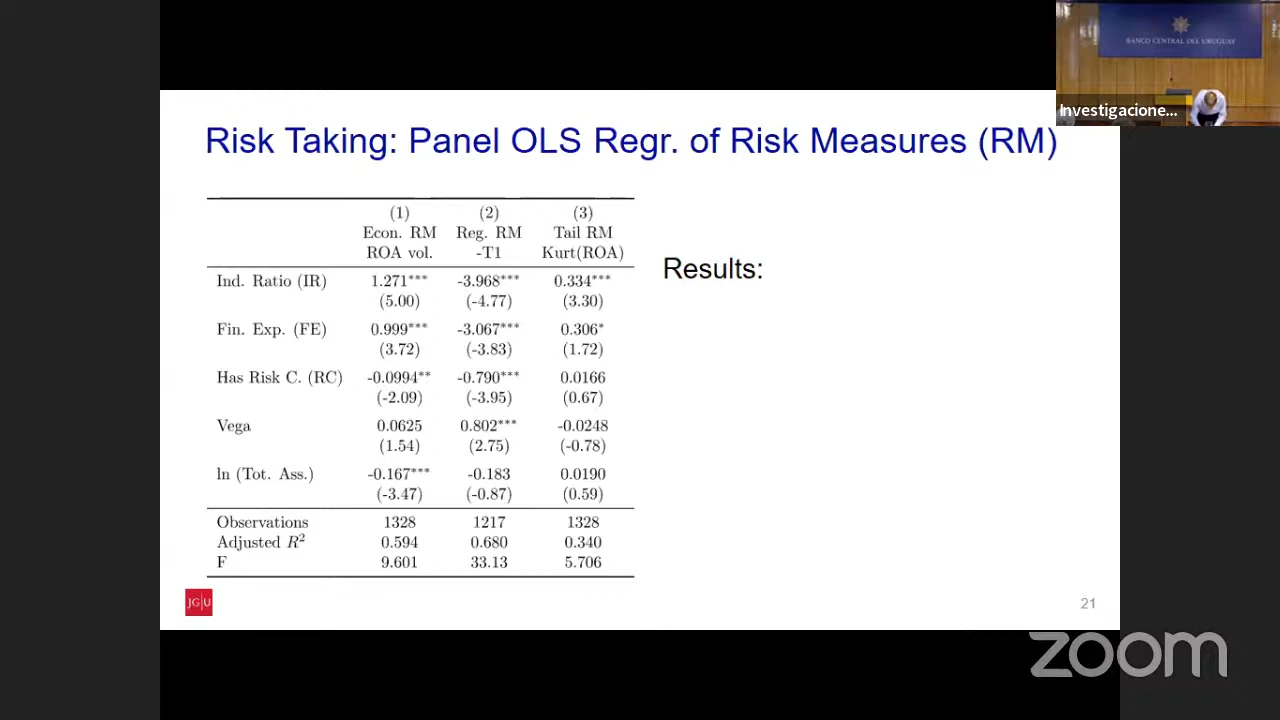 BANCO CENTRAL DEL URUGUAY
Investigacione...
Risk Taking: Panel OLS Regr. of Risk Measures (RM)
(1) (2) (3)
Econ. RM Reg. RM Tail RM
ROA vol. -T1 Kurt(ROA)
Ind. Ratio (IR) 1.271*** -3.968*** 0.334***
(5.00) (-4.77) (3.30)
Fin. Exp. (FE) 0.999*** -3.067*** 0.306*
(3.72) (-3.83) (1.72)
Has Risk C. (RC) -0.0994** -0.790*** 0.0166
(-2.09) (-3.95) (0.67)
Vega 0.0625 0.802*** -0.0248
(1.54) (2.75) (-0.78)
ln (Tot. Ass.) -0.167*** -0.183 0.0190
(-3.47) (-0.87) (0.59)
Observations 1328 1217 1328
Adjusted R² 0.594 0.680 0.340
F 9.601 33.13 5.706
Results:
JG|U
21
zoom